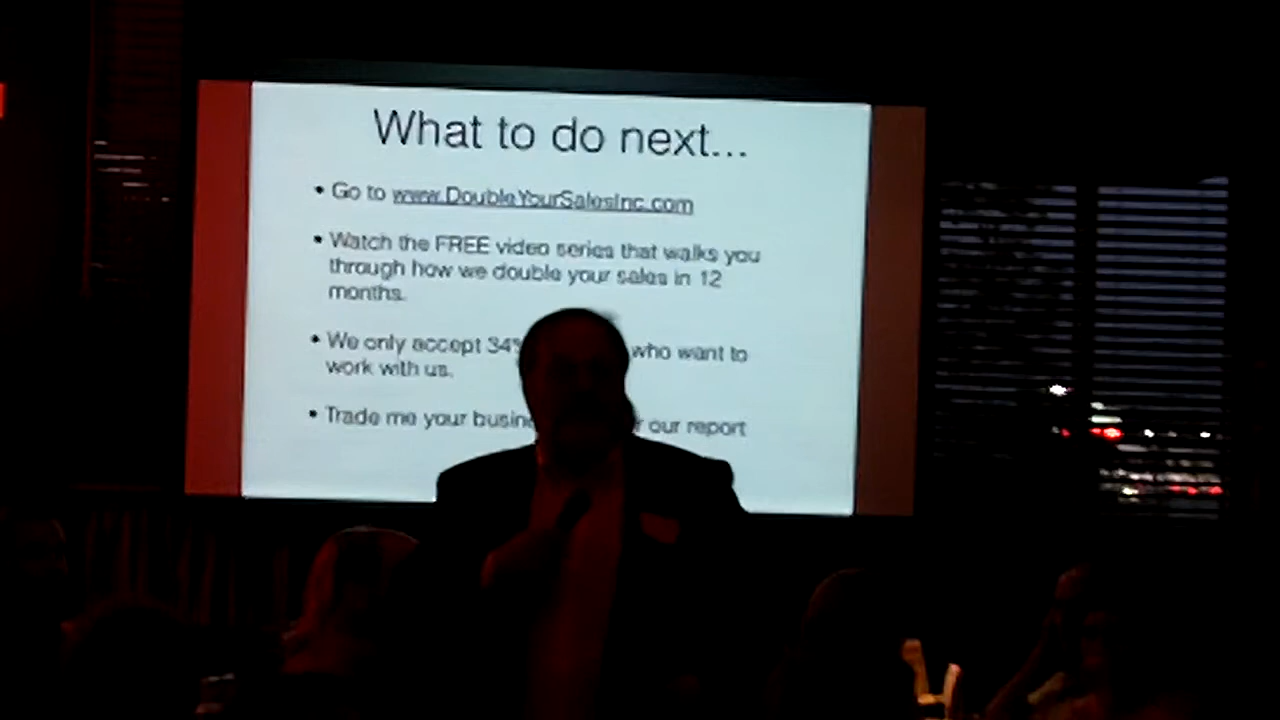 What to do next...
• Go to www.DoubleYourSalesInc.com
• Watch the FREE video series that walks you
through how we double your sales in 12
months.
• We only accept 34% who want to
work with us.
• Trade me your our report